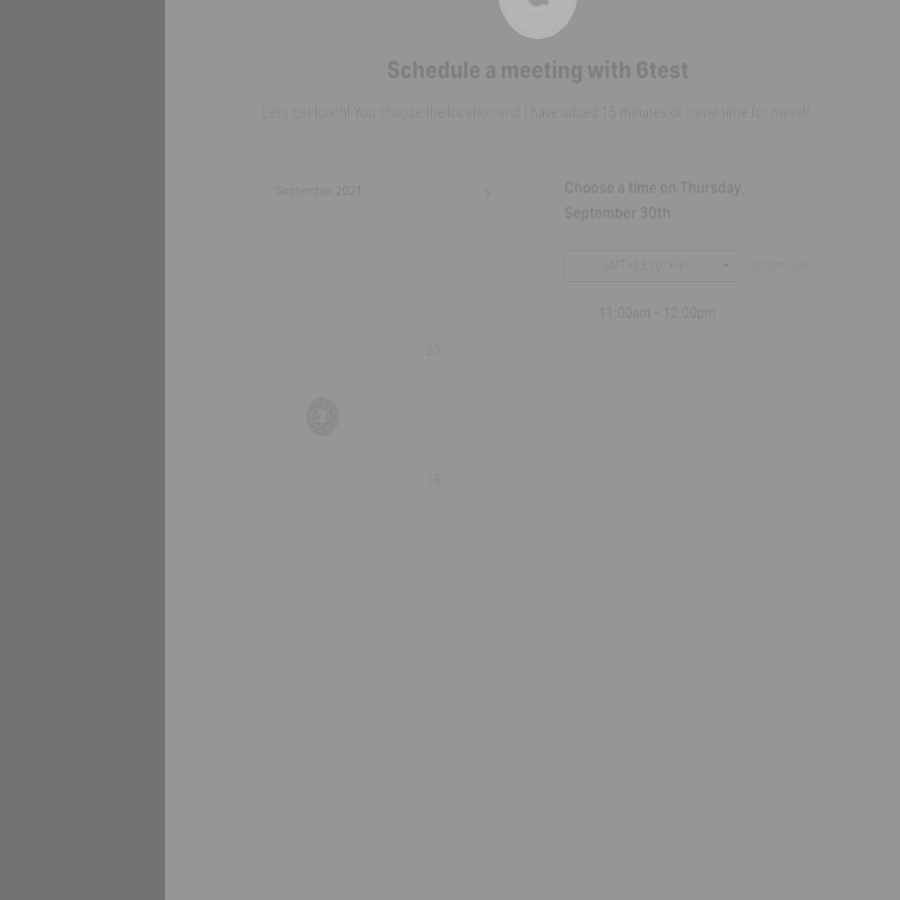 Schedule a meeting with 6test
Let's get lunch! You choose the location and I have added 15 minutes of travel time for myself
September 2021
Choose a time on Thursday,
September 30th
GMT+03:00) Kiev
am/pm 24h
11:00am - 12:00pm
25
2
18